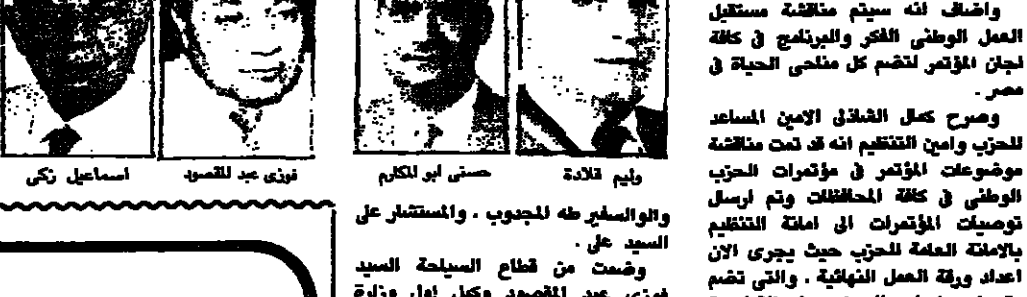 واضاف انه سيتم مناقشة مستقبل
العمل الوطنى الفكر والبرنامج فى كافة
لجان المؤتمر لتضم كل مناحى الحياة فى
مصر .
وصرح كمال الشاذلى الامين المساعد
للحزب وامين التنظيم انه قد تمت مناقشة
موضوعات المؤتمر فى مؤتمرات الحزب
الوطنى فى كافة المحافظات وتم ارسال
توصيات المؤتمرات الى امانة التنظيم
بالامانة العامة للحزب حيث يجرى الان
اعداد ورقة العمل النهائية . والتى تضم
وليم قلادة
حسنى ابو المكارم
فوزى عبد المقصود
اسماعيل زكى
والوالسفير طه المجدوب . والمستشار على
السيد على .
وضمت من قطاع السياحة السيد
فوزى عبد المقصود وكيل اول وزارة